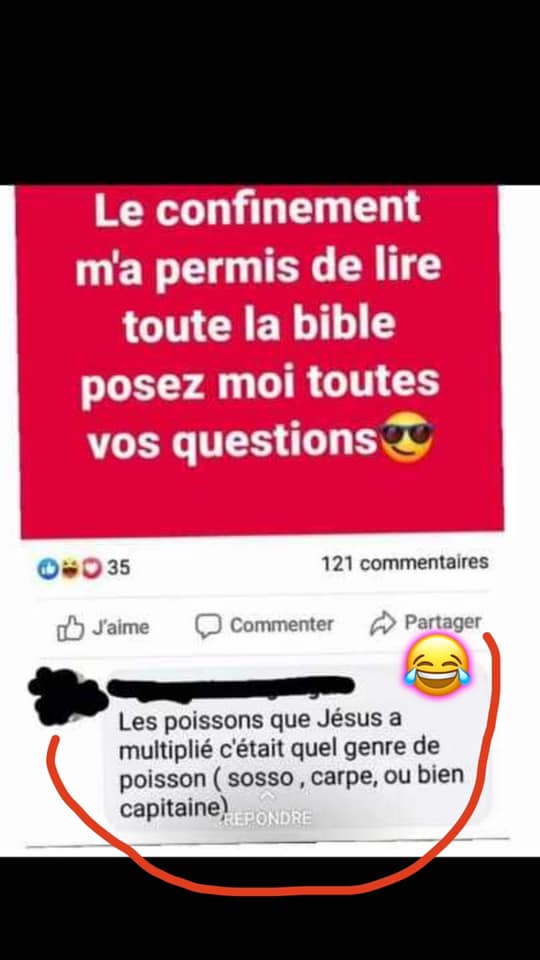 Le confinement
m'a permis de lire
toute la bible
posez moi toutes
vos questions😎
35
121 commentaires
J'aime
Commenter
Partager
Les poissons que Jésus a
multiplié c'était quel genre de
poisson ( sosso , carpe, ou bien
capitaine)
RÉPONDRE